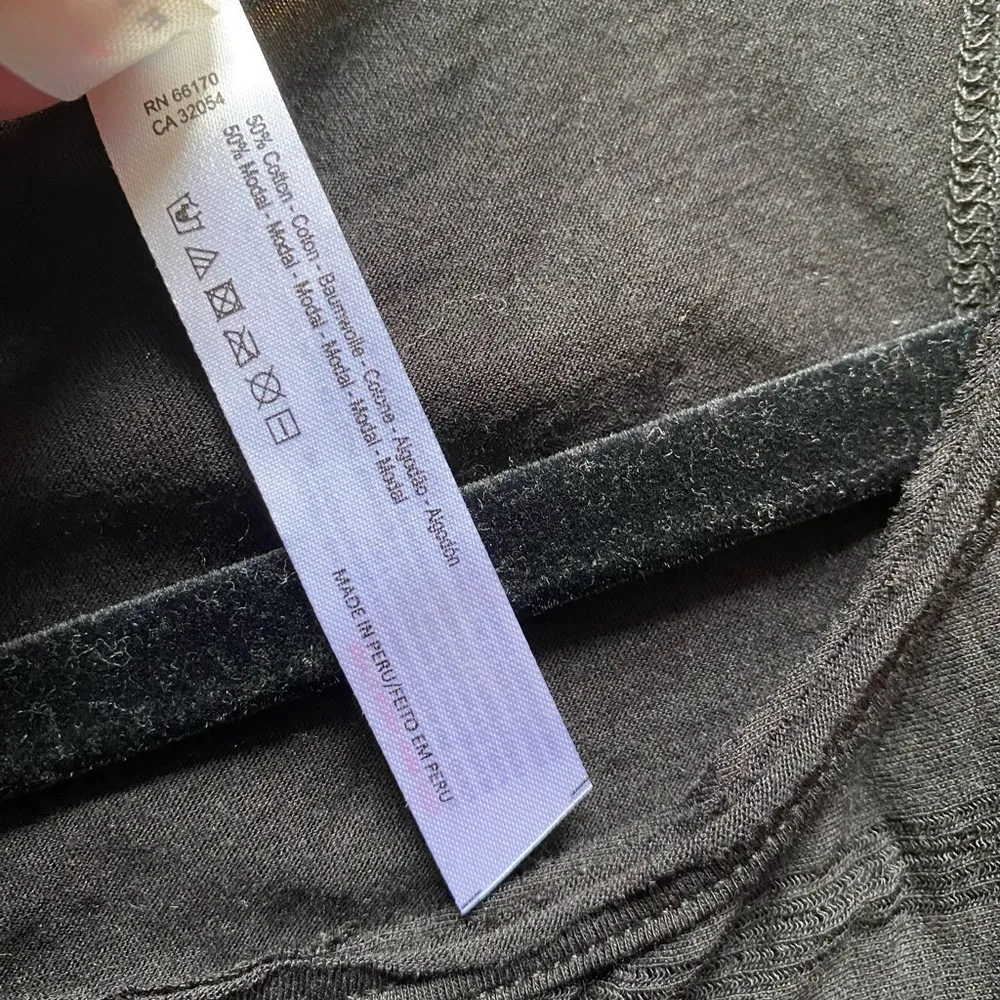 RN 66170
CA 32054
50% Cotton - Coton - Baumwolle - Cotone - Algodão - Algodón
50% Modal - Modal - Modal - Modal - Modal - Modal
MADE IN PERU/FEITO EM PERU